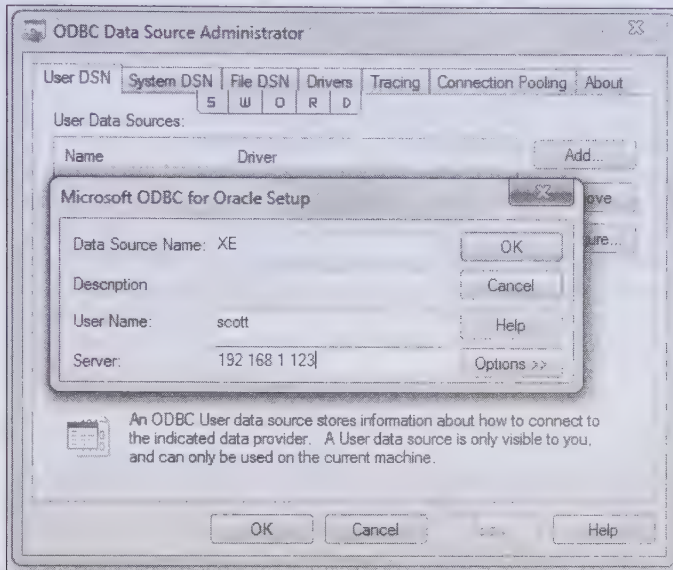 ODBC Data Source Administrator
User DSN System DSN File DSN Drivers Tracing Connection Pooling About
S W O R D
User Data Sources:
Name Driver Add...
Microsoft ODBC for Oracle Setup
ove
Data Source Name: XE OK
ure...
Description Cancel
User Name: scott Help
Server: 192 168 1 123 Options >>
An ODBC User data source stores information about how to connect to
the indicated data provider. A User data source is only visible to you,
and can only be used on the current machine.
OK Cancel Help